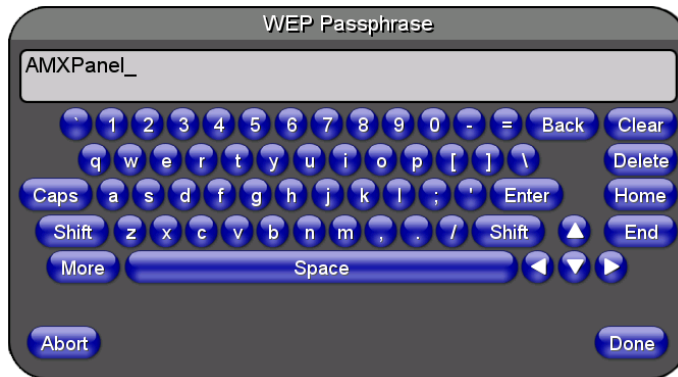 WEP Passphrase
AMXPanel_
` 1 2 3 4 5 6 7 8 9 0 - = Back Clear
q w e r t y u i o p [ ] \ Delete
Caps a s d f g h j k l ; ' Enter Home
Shift z x c v b n m , . / Shift End
More Space
Abort Done